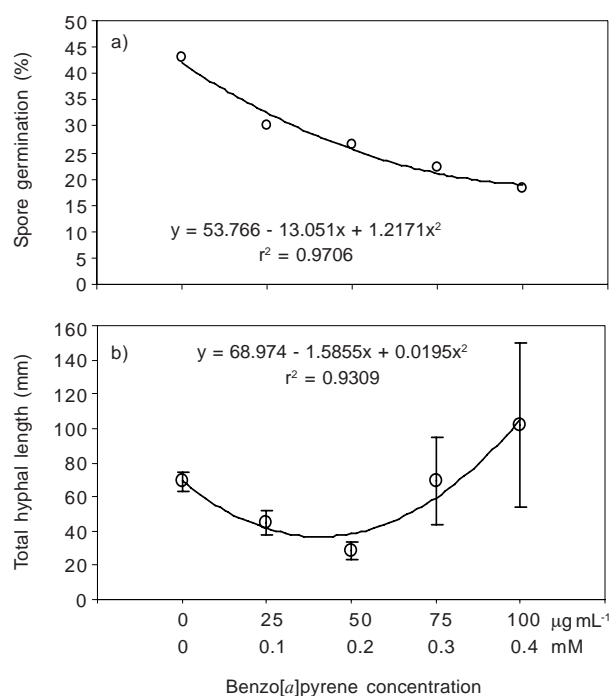 50
a)
45
40
35
30
25
20
15
10
5
0
Spore germination (%)
y = 53.766 - 13.051x + 1.2171x²
r² = 0.9706
160
b)
y = 68.974 - 1.5855x + 0.0195x²
140
r² = 0.9309
120
100
80
60
40
20
0
Total hyphal length (mm)
0 25 50 75 100 µg mL⁻¹
0 0.1 0.2 0.3 0.4 mM
Benzo[a]pyrene concentration